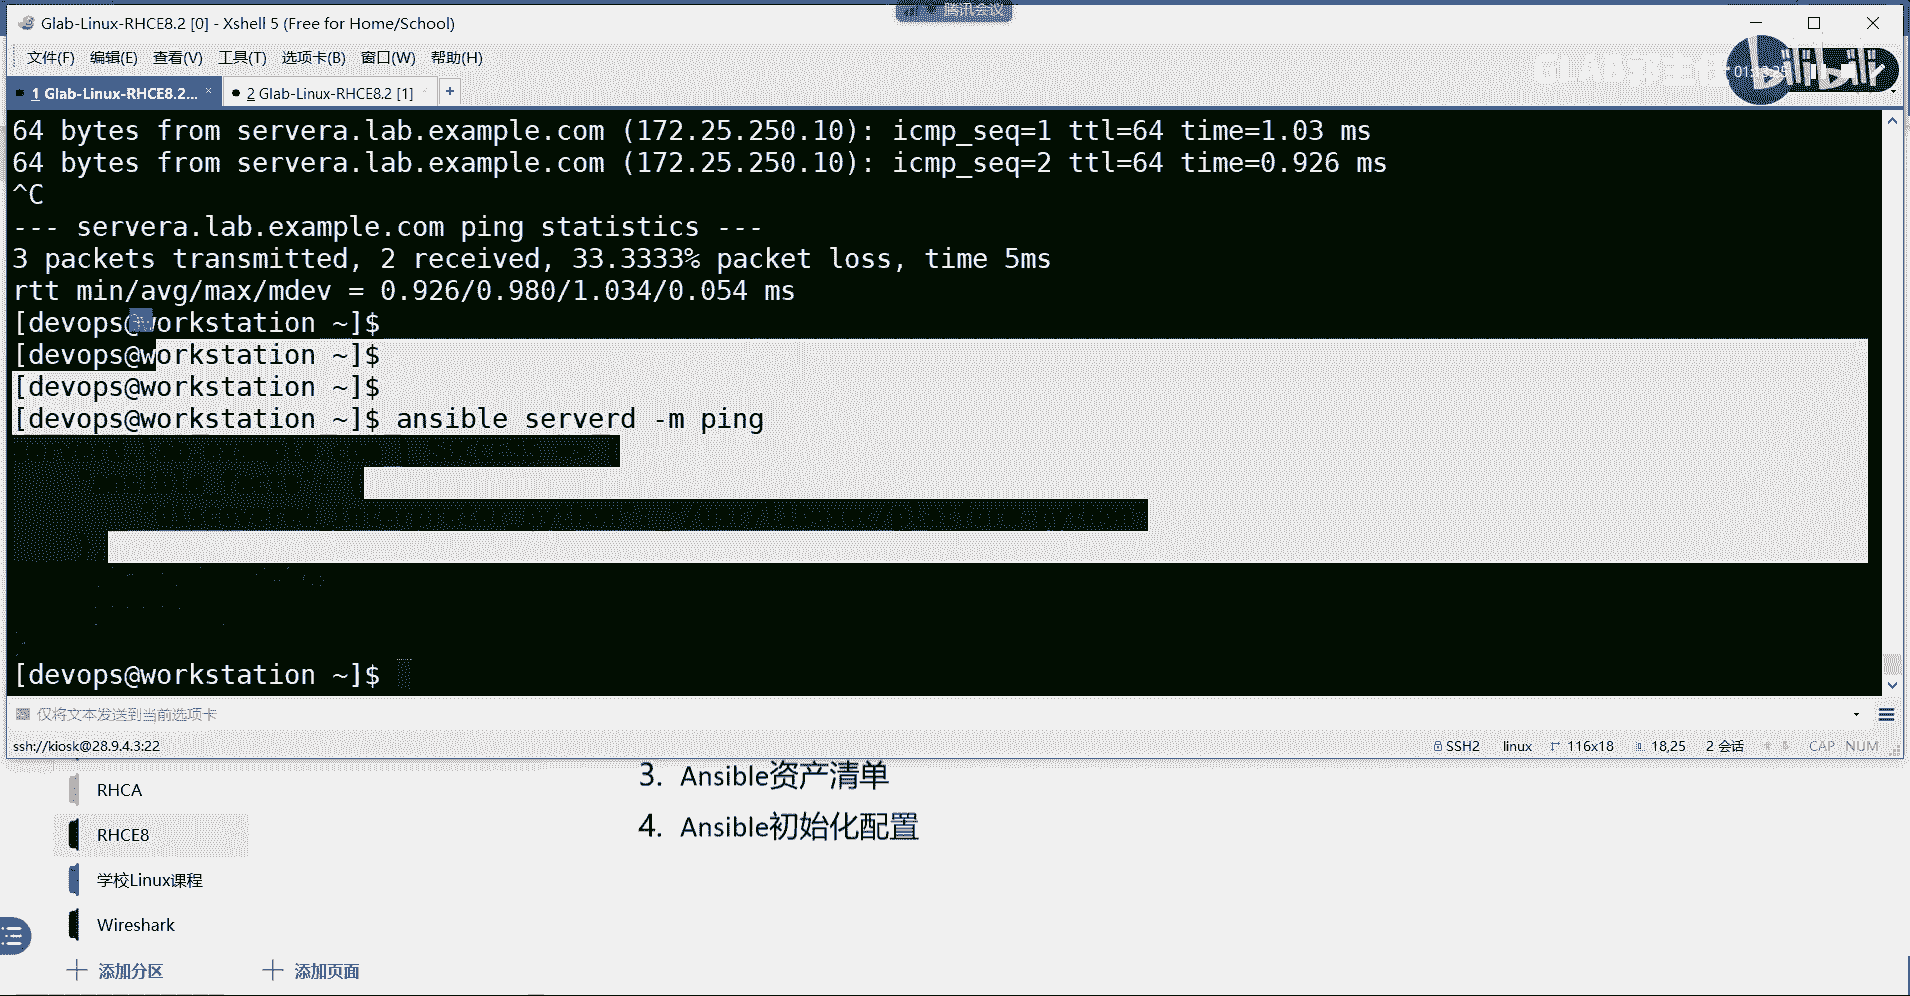 腾讯会议
Glab-Linux-RHCE8.2 [0] - Xshell 5 (Free for Home/School)
文件(F) 编辑(E) 查看(V) 工具(T) 选项卡(B) 窗口(W) 帮助(H)
bilibili
1 Glab-Linux-RHCE8.2... × 2 Glab-Linux-RHCE8.2 [1] +
64 bytes from servera.lab.example.com (172.25.250.10): icmp_seq=1 ttl=64 time=1.03 ms
64 bytes from servera.lab.example.com (172.25.250.10): icmp_seq=2 ttl=64 time=0.926 ms
^C
--- servera.lab.example.com ping statistics ---
3 packets transmitted, 2 received, 33.3333% packet loss, time 5ms
rtt min/avg/max/mdev = 0.926/0.980/1.034/0.054 ms
[devops@workstation ~]$
[devops@workstation ~]$
[devops@workstation ~]$
[devops@workstation ~]$ ansible serverd -m ping
[devops@workstation ~]$
仅将文本发送到当前选项卡
ssh://kiosk@28.9.4.3:22 SSH2 linux 116x18 18,25 2 会话 CAP NUM
3. Ansible资产清单
RHCA
4. Ansible初始化配置
RHCE8
学校Linux课程
Wireshark
添加分区 添加页面